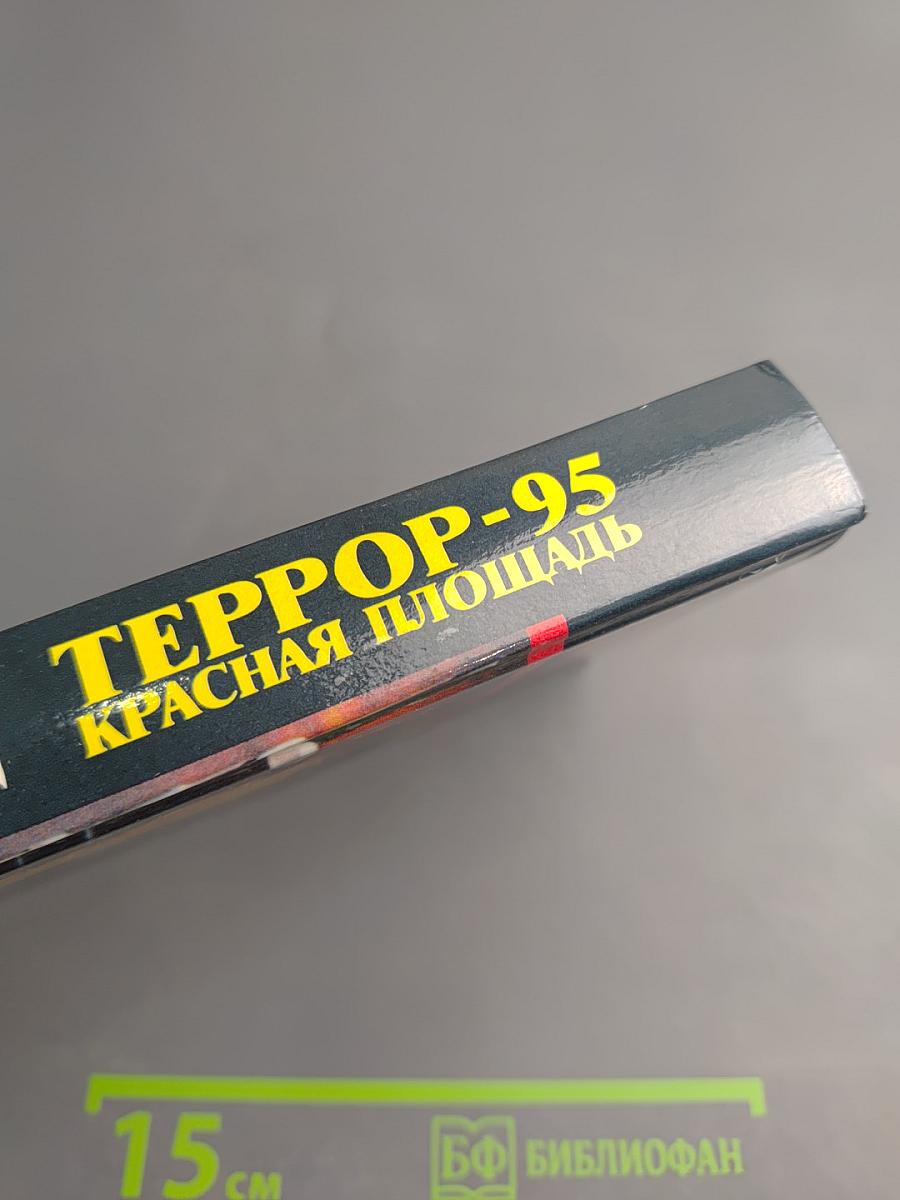 ТЕРРОР-95
КРАСНАЯ ПЛОЩАДЬ
15 см
БФ БИБЛИОФАН